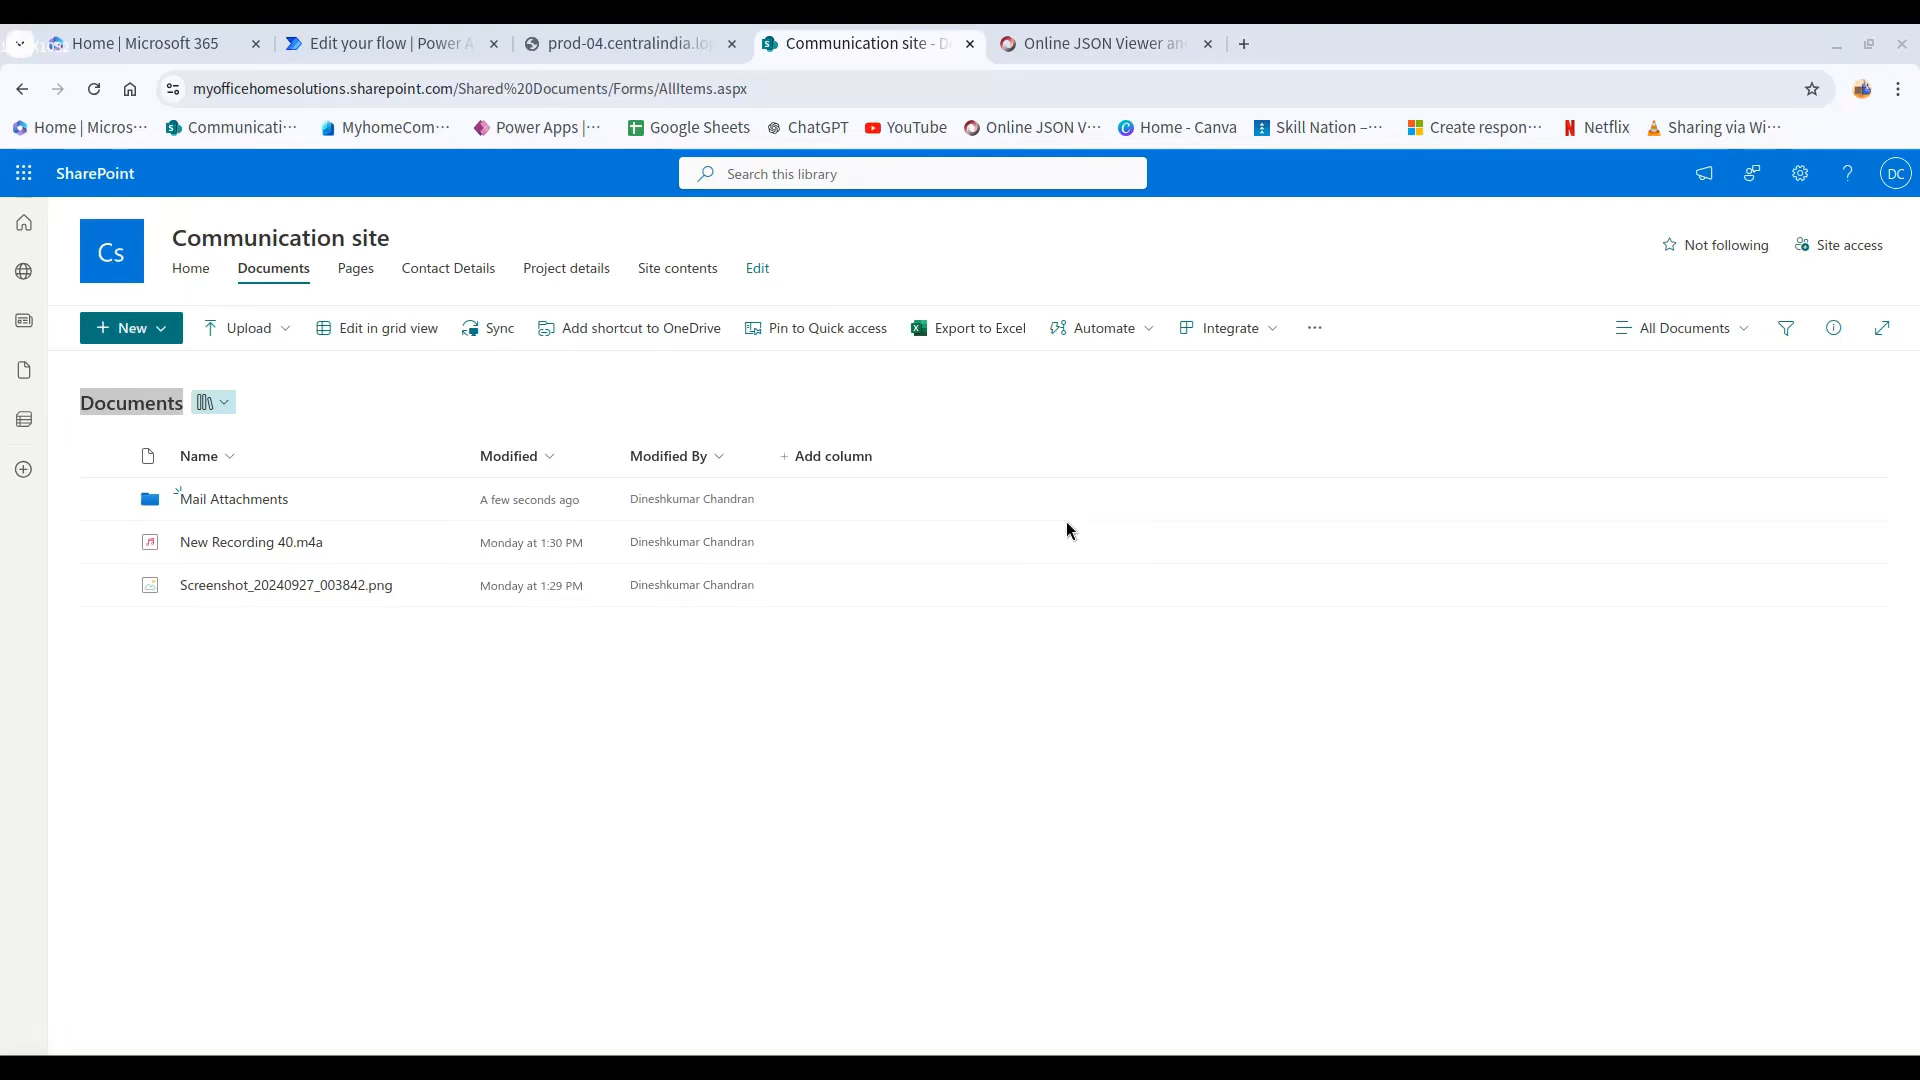 Home | Microsoft 365
Edit your flow | Power A
prod-04.centralindia.lo
Communication site - D
Online JSON Viewer an
myofficehomesolutions.sharepoint.com/Shared%20Documents/Forms/AllItems.aspx
Home | Micros···
Communicati···
MyhomeCom···
Power Apps |···
Google Sheets
ChatGPT
YouTube
Online JSON V···
Home - Canva
Skill Nation –···
Create respon···
Netflix
Sharing via Wi···
SharePoint
Search this library
DC
Cs
Communication site
Not following
Site access
Home
Documents
Pages
Contact Details
Project details
Site contents
Edit
New
Upload
Edit in grid view
Sync
Add shortcut to OneDrive
Pin to Quick access
Export to Excel
Automate
Integrate
All Documents
Documents
Name
Modified
Modified By
+ Add column
Mail Attachments
A few seconds ago
Dineshkumar Chandran
New Recording 40.m4a
Monday at 1:30 PM
Dineshkumar Chandran
Screenshot_20240927_003842.png
Monday at 1:29 PM
Dineshkumar Chandran